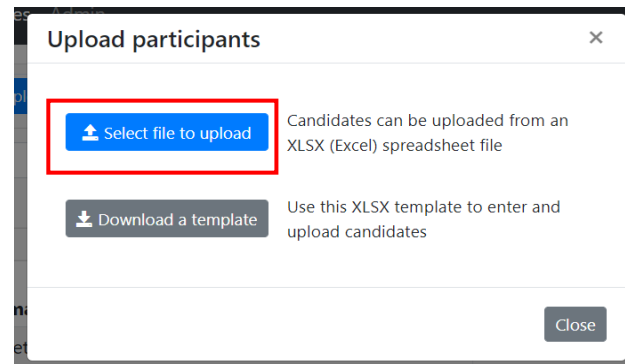 Admin
Upload participants
×
Select file to upload
Candidates can be uploaded from an
XLSX (Excel) spreadsheet file
Download a template
Use this XLSX template to enter and
upload candidates
Close